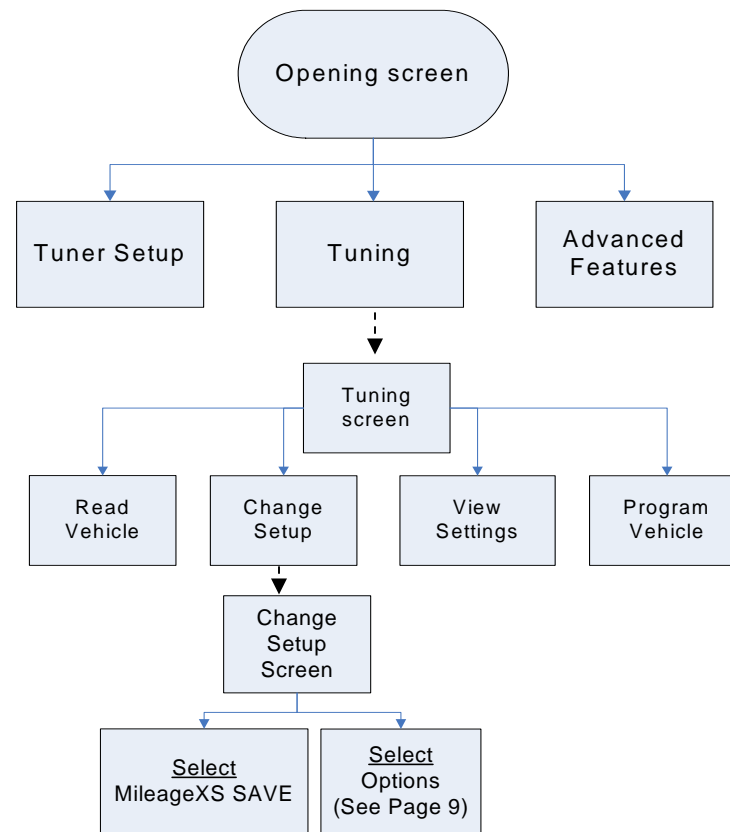 Opening screen
Tuner Setup
Tuning
Advanced
Features
Tuning
screen
Read
Vehicle
Change
Setup
View
Settings
Program
Vehicle
Change
Setup
Screen
Select
MileageXS SAVE
Select
Options
(See Page 9)